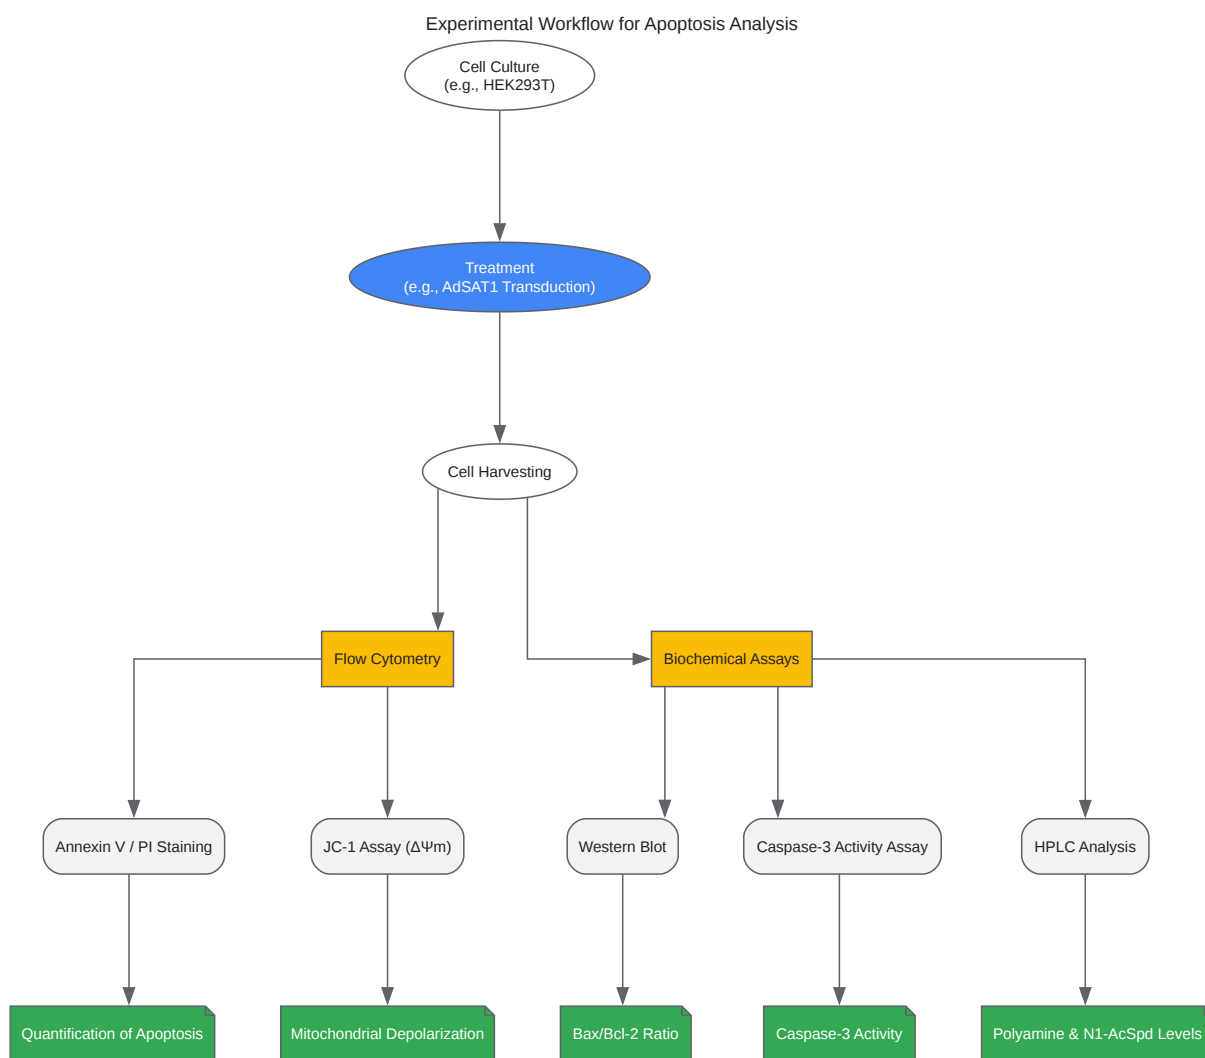 Experimental Workflow for Apoptosis Analysis
Cell Culture
(e.g., HEK293T)
Treatment
(e.g., AdSAT1 Transduction)
Cell Harvesting
Flow Cytometry
Biochemical Assays
Annexin V / PI Staining
JC-1 Assay (ΔΨm)
Western Blot
Caspase-3 Activity Assay
HPLC Analysis
Quantification of Apoptosis
Mitochondrial Depolarization
Bax/Bcl-2 Ratio
Caspase-3 Activity
Polyamine & N1-AcSpd Levels